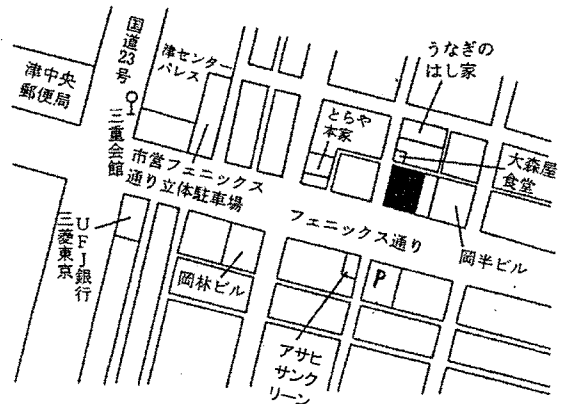 国道23号
津センター
パレス
津中央
郵便局
三重会館
うなぎの
はし家
とらや
本家
大森屋
食堂
市営フェニックス
通り立体駐車場
フェニックス通り
岡半ビル
三菱東京
UFJ銀行
岡林ビル
P
アサヒ
サンク
リーン